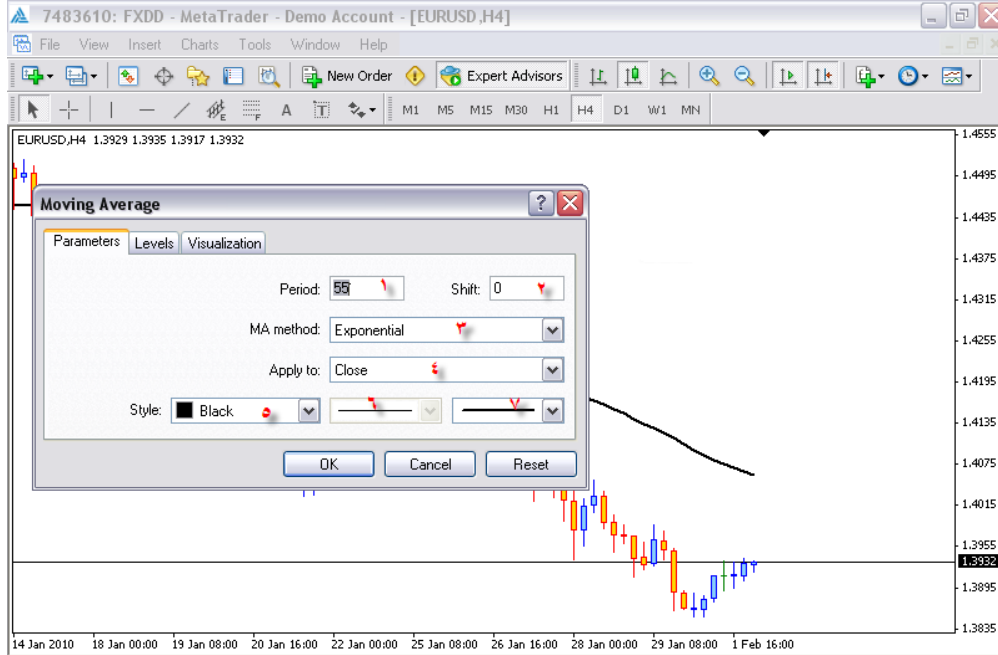 7483610: FXDD - MetaTrader - Demo Account - [EURUSD,H4]
File View Insert Charts Tools Window Help
New Order Expert Advisors
A T M1 M5 M15 M30 H1 H4 D1 W1 MN
EURUSD,H4 1.3929 1.3935 1.3917 1.3932
1.4555
1.4495
1.4435
1.4375
1.4315
1.4255
1.4195
1.4135
1.4075
1.4015
1.3955
1.3932
1.3895
1.3835
Moving Average
Parameters Levels Visualization
Period: 55 ١ Shift: 0 ٢
MA method: Exponential ٣
Apply to: Close ٤
Style: Black ٥ ٦ ٧
OK Cancel Reset
14 Jan 2010 18 Jan 00:00 19 Jan 08:00 20 Jan 16:00 22 Jan 00:00 25 Jan 08:00 26 Jan 16:00 28 Jan 00:00 29 Jan 08:00 1 Feb 16:00